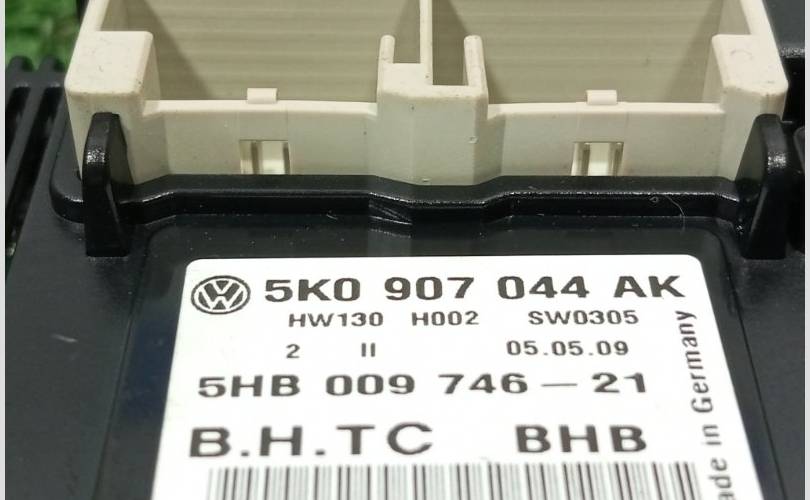 5K0 907 044 AK
HW130 H002 SW0305
2 II 05.05.09
5HB 009 746-21
B.H.TC BHB
in Germany